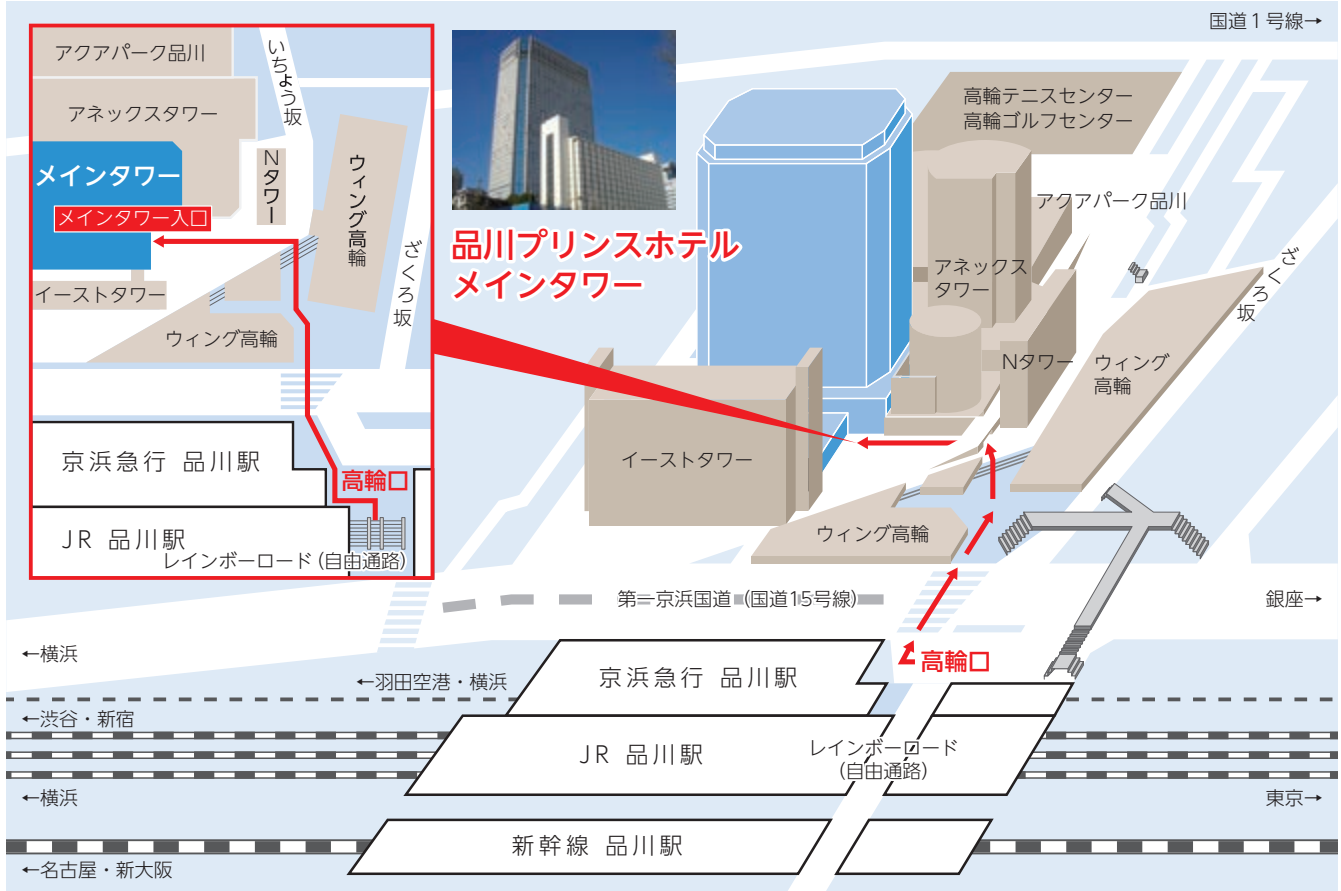 アクアパーク品川
いちょう坂
アネックスタワー
メインタワー
Nタワー
ウィング高輪
メインタワー入口
ざくろ坂
イーストタワー
ウィング高輪
京浜急行 品川駅
高輪口
JR 品川駅
レインボーロード(自由通路)
品川プリンスホテル
メインタワー
国道1号線→
高輪テニスセンター
高輪ゴルフセンター
アクアパーク品川
アネックス
タワー
ざくろ坂
Nタワー
ウィング
高輪
イーストタワー
ウィング高輪
第一京浜国道(国道15号線)
銀座→
←横浜
高輪口
←羽田空港・横浜
京浜急行 品川駅
←渋谷・新宿
JR 品川駅
レインボーロード
(自由通路)
←横浜
東京→
新幹線 品川駅
←名古屋・新大阪